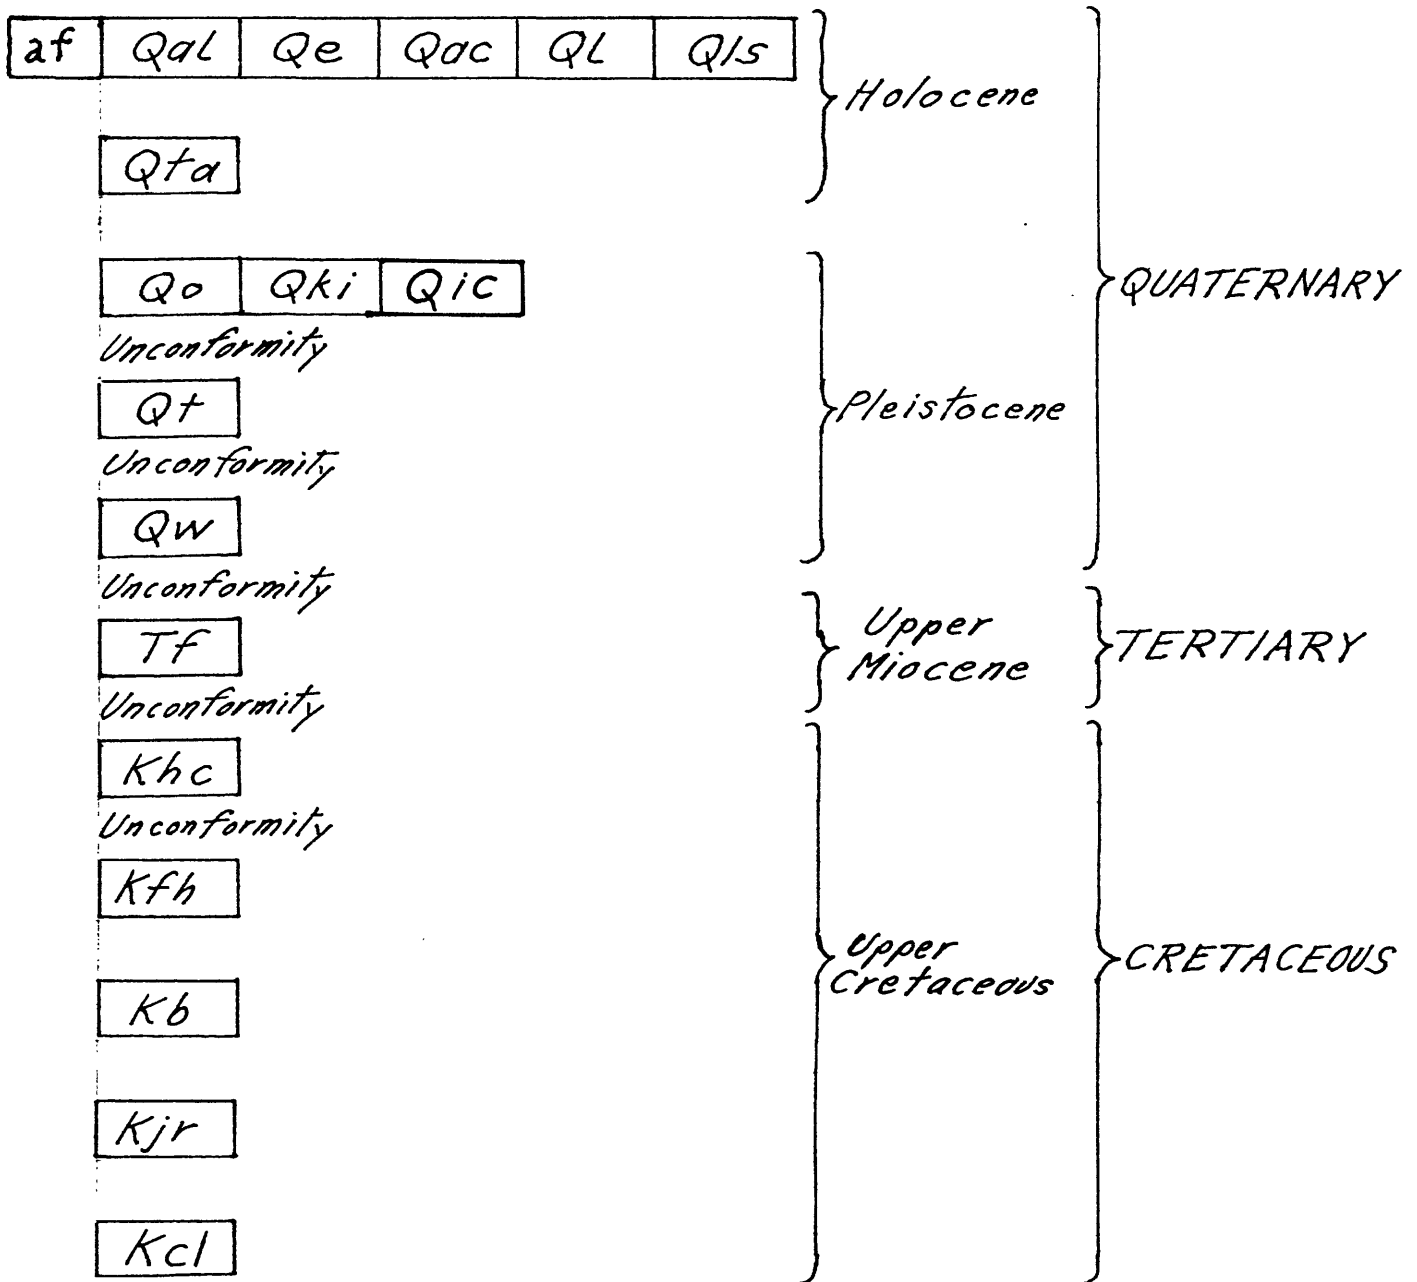 af Qal Qe Qac QL Qls
Holocene
Qta
Qo Qki Qic
QUATERNARY
Unconformity
Qt
Pleistocene
Unconformity
Qw
Unconformity
Tf
Upper
Miocene
TERTIARY
Unconformity
Khc
Unconformity
Kfh
Upper
Cretaceous
CRETACEOUS
Kb
Kjr
Kcl